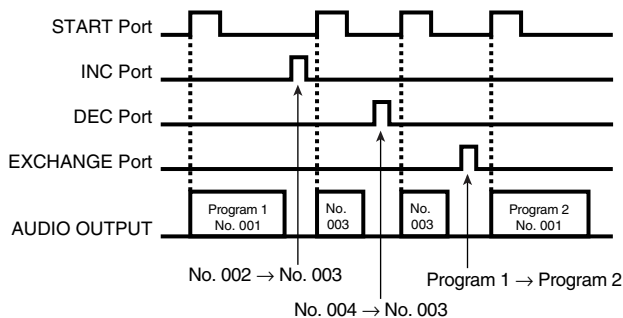 START Port
INC Port
DEC Port
EXCHANGE Port
AUDIO OUTPUT
Program 1
No. 001
No.
003
No.
003
Program 2
No. 001
No. 002 → No. 003
Program 1 → Program 2
No. 004 → No. 003